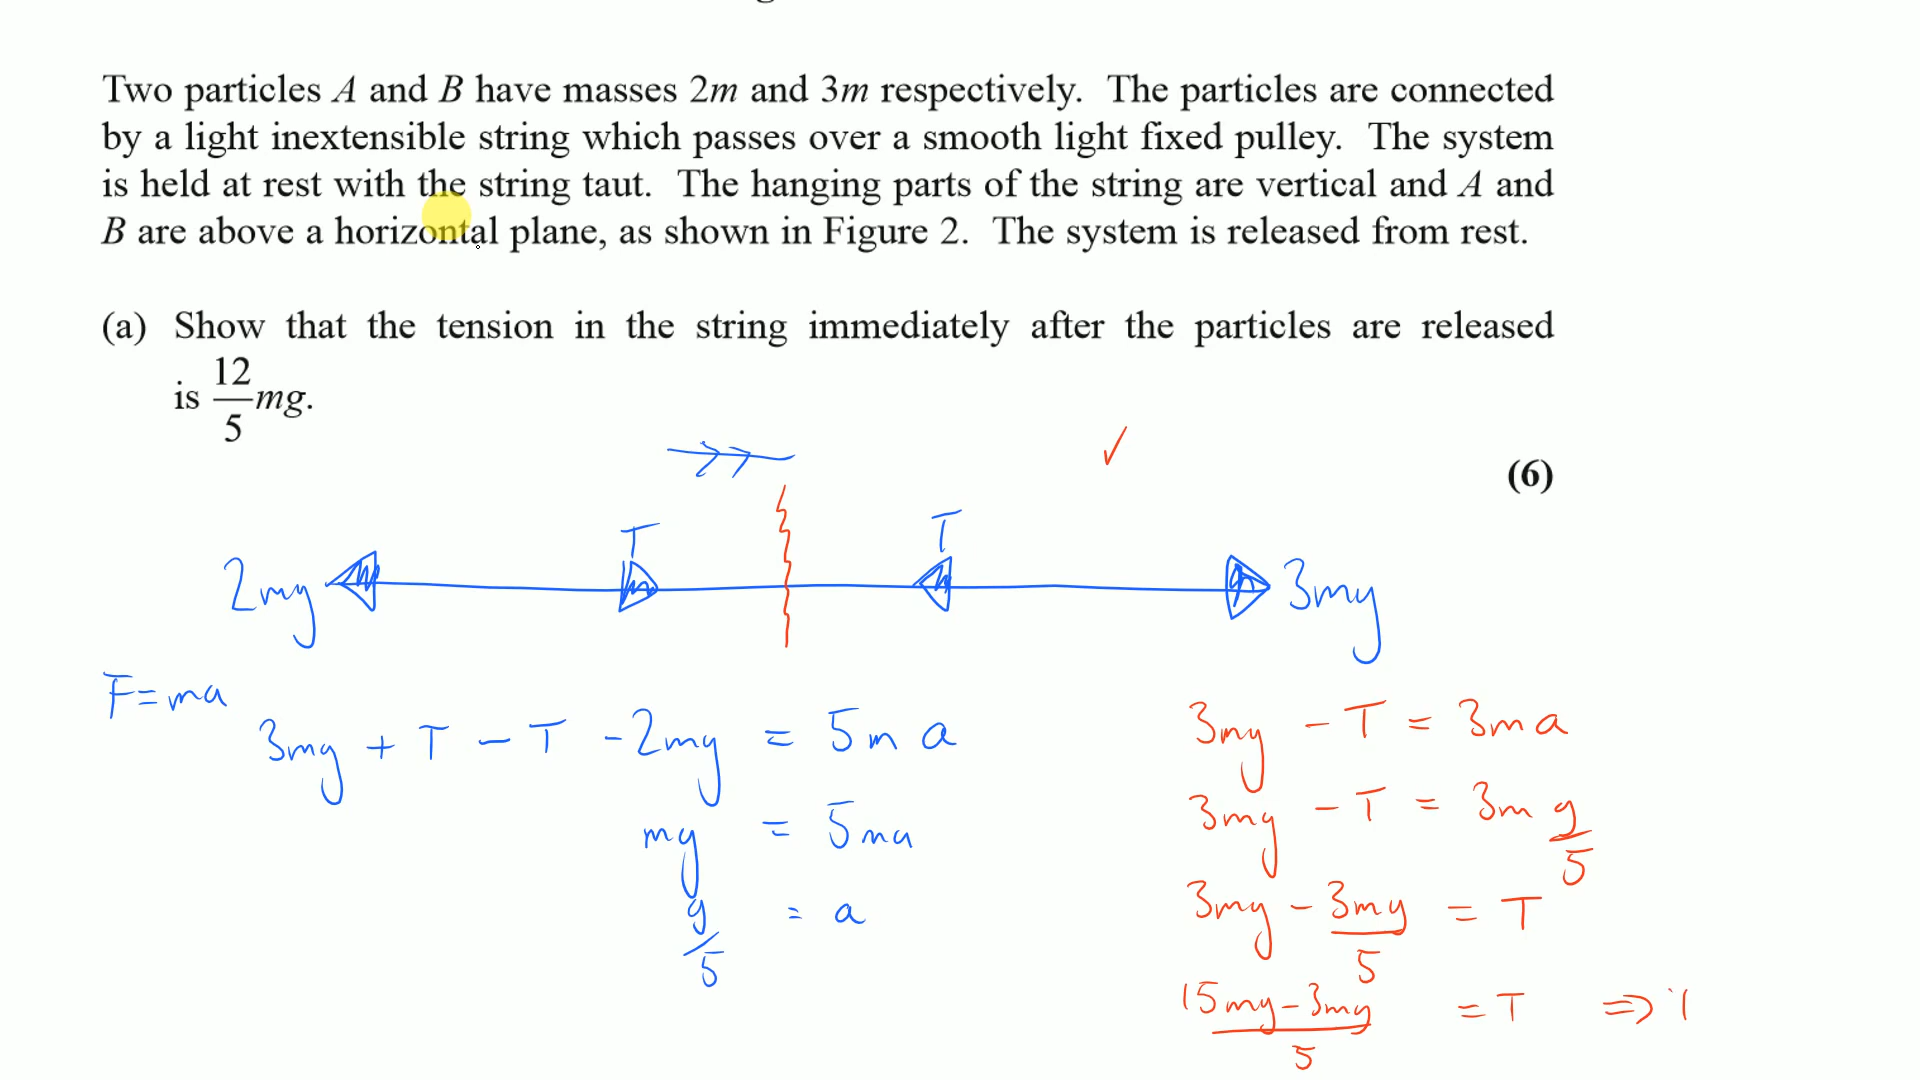 Two particles A and B have masses 2m and 3m respectively. The particles are connected
by a light inextensible string which passes over a smooth light fixed pulley. The system
is held at rest with the string taut. The hanging parts of the string are vertical and A and
B are above a horizontal plane, as shown in Figure 2. The system is released from rest.
(a) Show that the tension in the string immediately after the particles are released
is 12/5 mg.
(6)
T T
2mg 3mg
F=ma
3mg + T - T - 2mg = 5ma
mg = 5ma
g/5 = a
3mg - T = 3ma
3mg - T = 3m g/5
3mg - 3mg/5 = T
15mg-3mg/5 = T ⇒